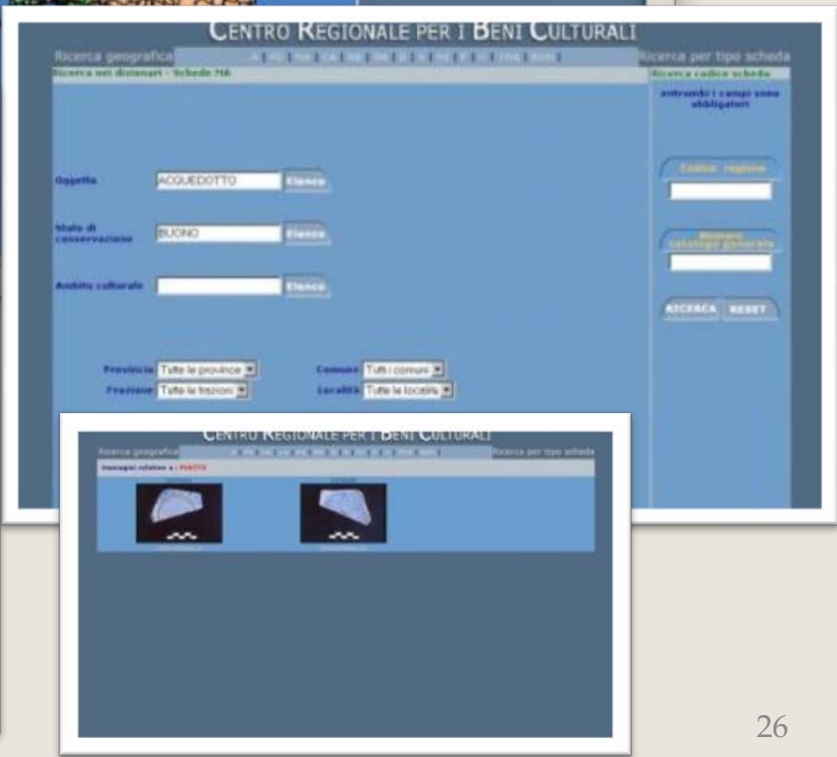 CENTRO REGIONALE PER I BENI CULTURALI
Ricerca geografica
Ricerca per tipo scheda
Ricerca nei dizionari - Schede MA
Ricerca codice scheda
entrambi i campi sono
obbligatori
Oggetto ACQUEDOTTO Elenco
Codice regione
Stato di
conservazione BUONO Elenco
Numero
catalogo generale
Ambito culturale Elenco
RICERCA RESET
Provincia Tutte le province Comune Tutti i comuni
Frazione Tutte le frazioni Località Tutte le località
CENTRO REGIONALE PER I BENI CULTURALI
Ricerca geografica
Ricerca per tipo scheda
Immagini relative a : PIATTO
26